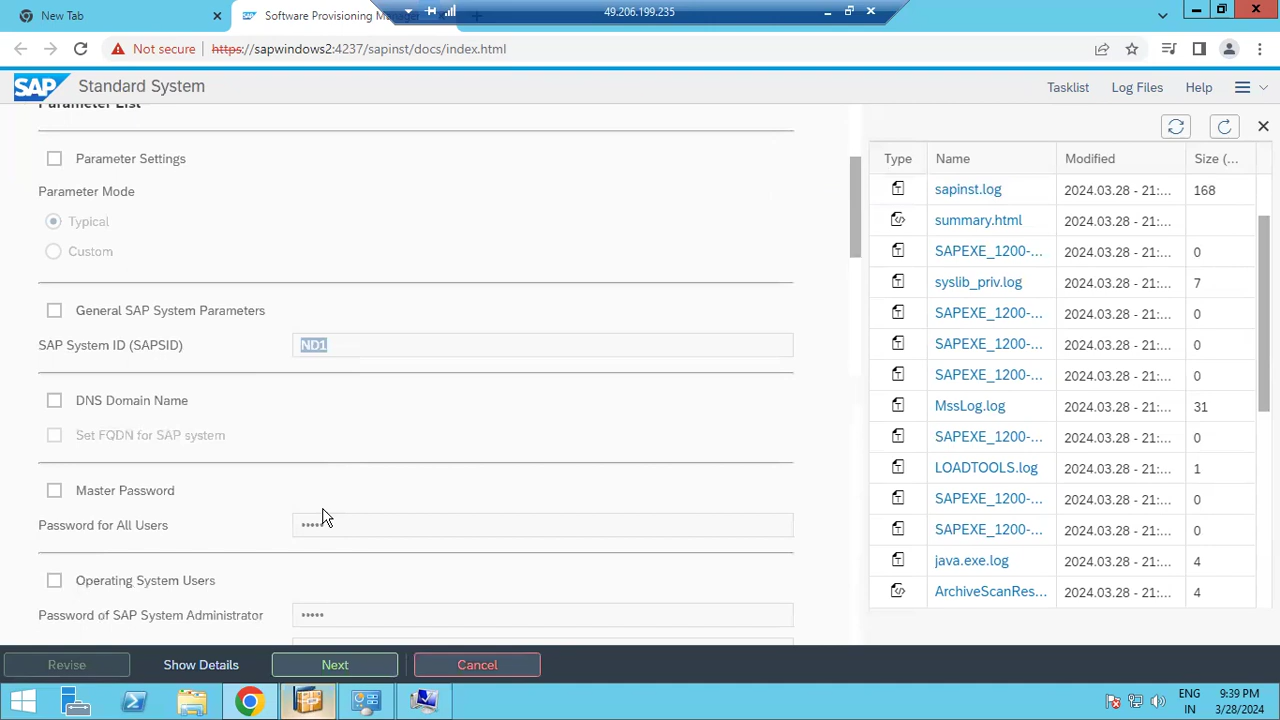 New Tab
Software Provisioning Manage
49.206.199.235
Not secure
https://sapwindows2:4237/sapinst/docs/index.html
SAP
Standard System
Tasklist
Log Files
Help
Parameter List
Parameter Settings
Parameter Mode
Typical
Custom
General SAP System Parameters
SAP System ID (SAPSID)
ND1
DNS Domain Name
Set FQDN for SAP system
Master Password
Password for All Users
•••••
Operating System Users
Password of SAP System Administrator
•••••
Type Name Modified Size (...
sapinst.log 2024.03.28 - 21:... 168
summary.html 2024.03.28 - 21:...
SAPEXE_1200-... 2024.03.28 - 21:... 0
syslib_priv.log 2024.03.28 - 21:... 7
SAPEXE_1200-... 2024.03.28 - 21:... 0
SAPEXE_1200-... 2024.03.28 - 21:... 0
SAPEXE_1200-... 2024.03.28 - 21:... 0
MssLog.log 2024.03.28 - 21:... 31
SAPEXE_1200-... 2024.03.28 - 21:... 0
LOADTOOLS.log 2024.03.28 - 21:... 1
SAPEXE_1200-... 2024.03.28 - 21:... 0
SAPEXE_1200-... 2024.03.28 - 21:... 0
java.exe.log 2024.03.28 - 21:... 4
ArchiveScanRes... 2024.03.28 - 21:... 4
Revise
Show Details
Next
Cancel
ENG
IN
9:39 PM
3/28/2024